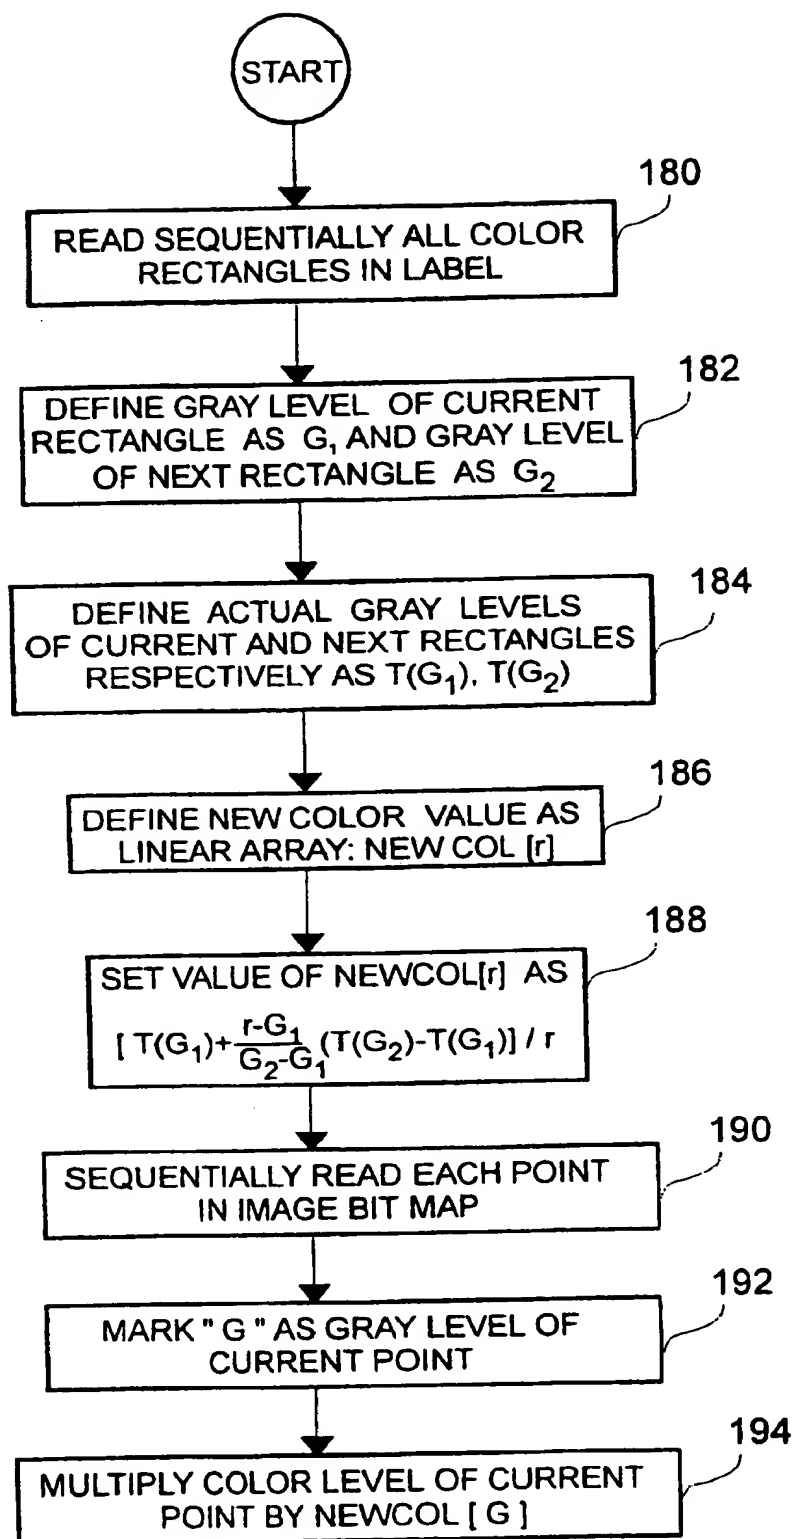 START
180
READ SEQUENTIALLY ALL COLOR
RECTANGLES IN LABEL
182
DEFINE GRAY LEVEL OF CURRENT
RECTANGLE AS G, AND GRAY LEVEL
OF NEXT RECTANGLE AS G₂
184
DEFINE ACTUAL GRAY LEVELS
OF CURRENT AND NEXT RECTANGLES
RESPECTIVELY AS T(G₁). T(G₂)
186
DEFINE NEW COLOR VALUE AS
LINEAR ARRAY: NEW COL [r]
188
SET VALUE OF NEWCOL[r] AS
[ T(G₁)+ r-G₁ / G₂-G₁ (T(G₂)-T(G₁)] / r
190
SEQUENTIALLY READ EACH POINT
IN IMAGE BIT MAP
192
MARK " G " AS GRAY LEVEL OF
CURRENT POINT
194
MULTIPLY COLOR LEVEL OF CURRENT
POINT BY NEWCOL [ G ]